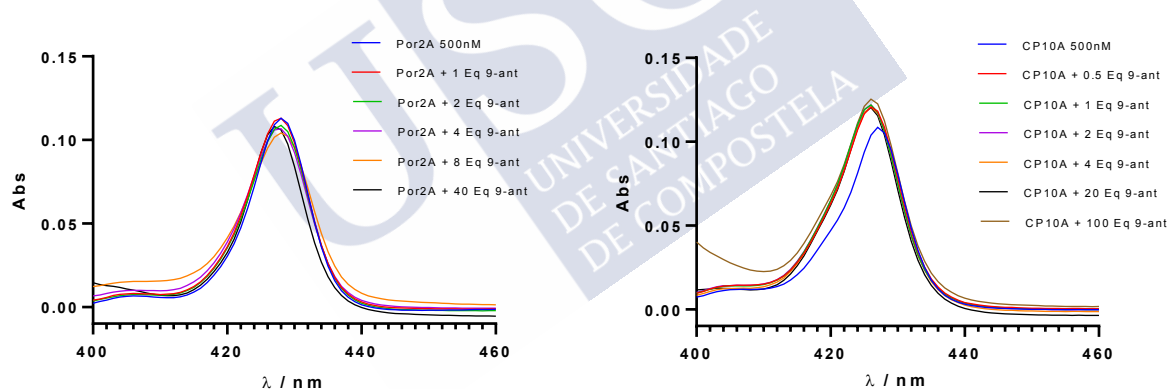 USC
UNIVERSIDADE
DE SANTIAGO
DE COMPOSTELA
Abs
0.15
0.10
0.05
0.00
400
420
440
460
λ / nm
Por2A 500nM
Por2A + 1 Eq 9-ant
Por2A + 2 Eq 9-ant
Por2A + 4 Eq 9-ant
Por2A + 8 Eq 9-ant
Por2A + 40 Eq 9-ant
Abs
0.15
0.10
0.05
0.00
400
420
440
460
λ / nm
CP10A 500nM
CP10A + 0.5 Eq 9-ant
CP10A + 1 Eq 9-ant
CP10A + 2 Eq 9-ant
CP10A + 4 Eq 9-ant
CP10A + 20 Eq 9-ant
CP10A + 100 Eq 9-ant